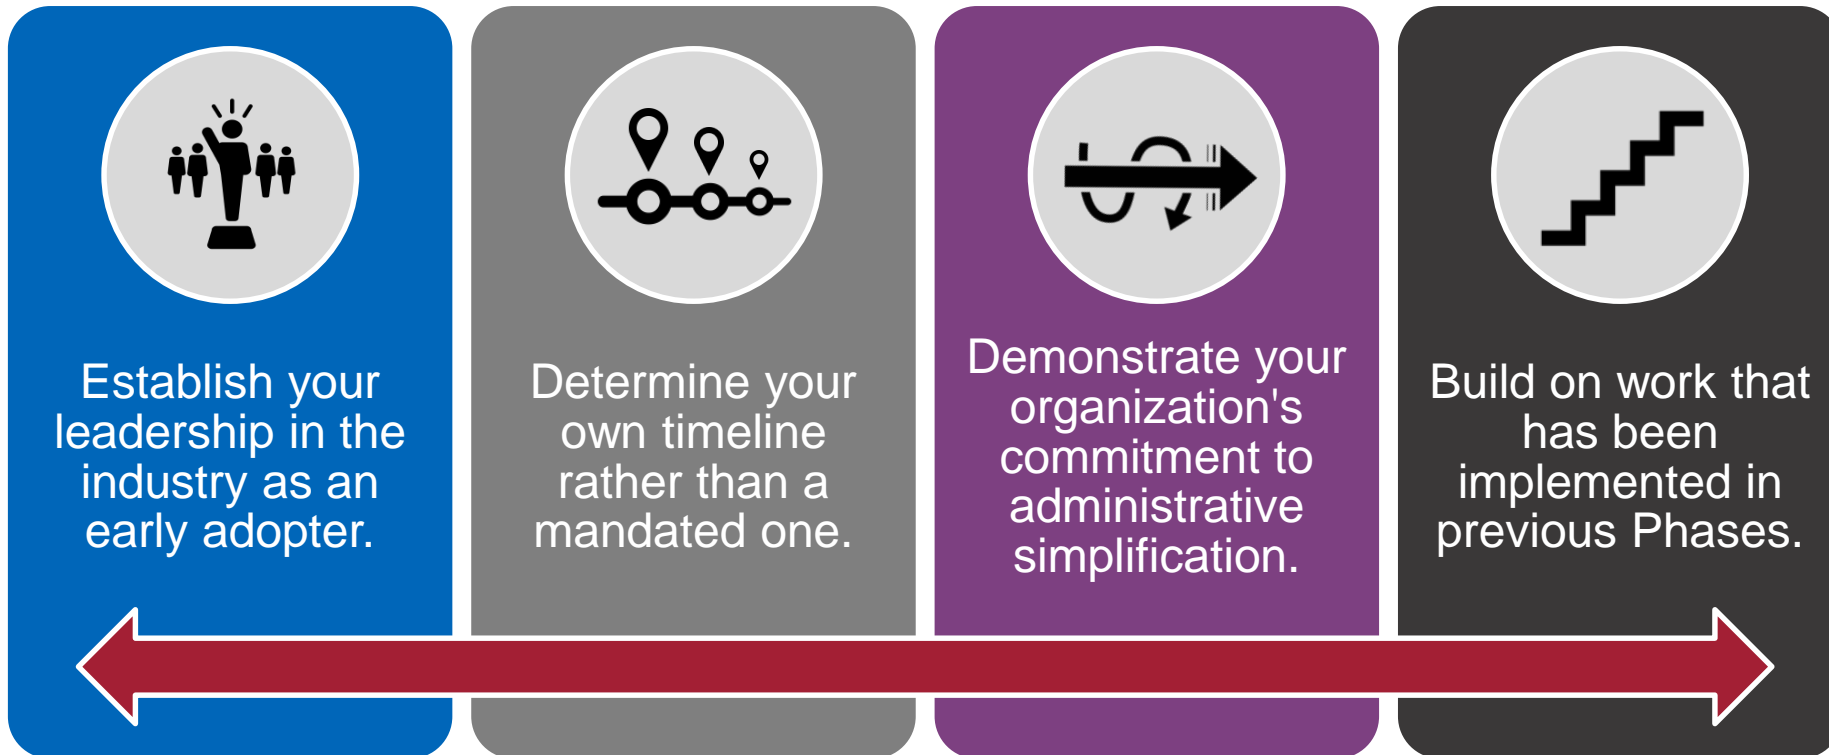 Establish your
leadership in the
industry as an
early adopter.
Determine your
own timeline
rather than a
mandated one.
Demonstrate your
organization's
commitment to
administrative
simplification.
Build on work that
has been
implemented in
previous Phases.